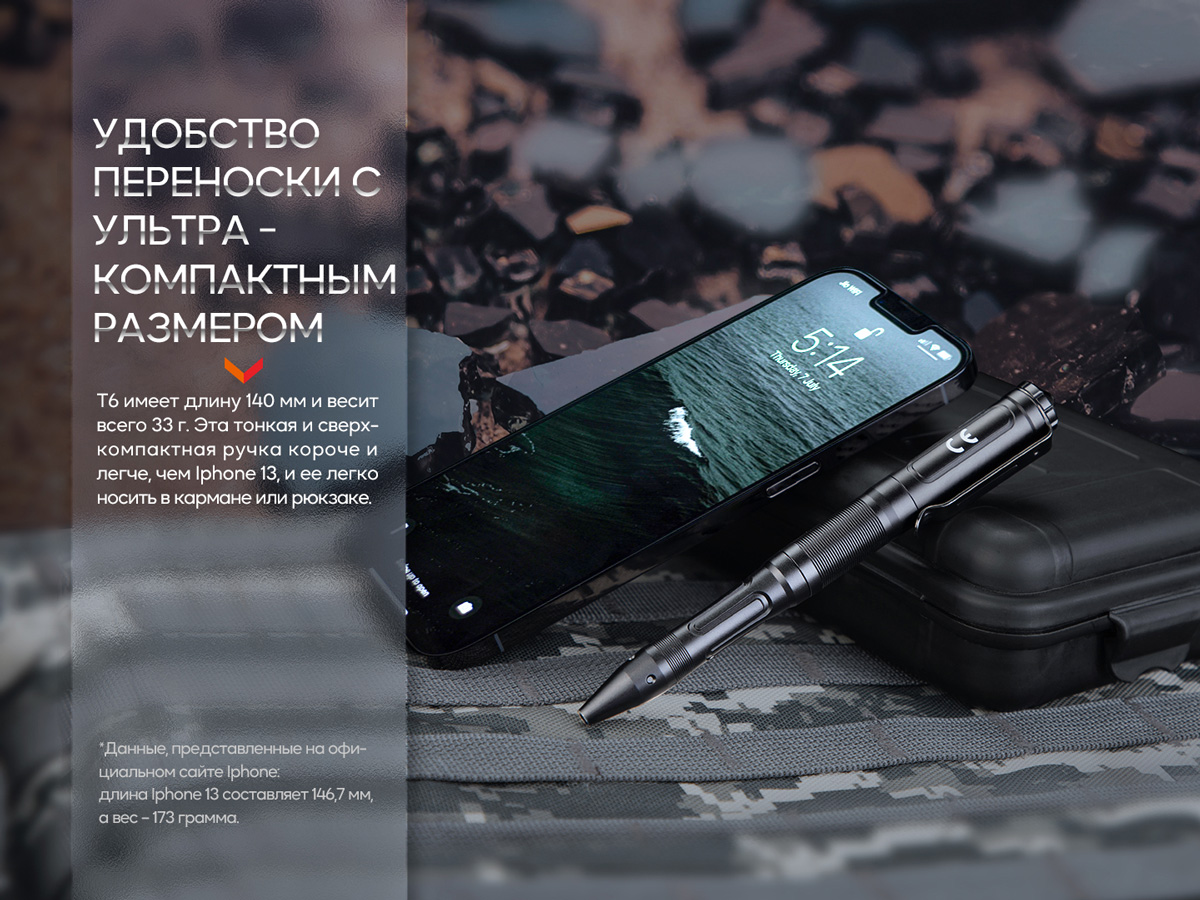 УДОБСТВО
ПЕРЕНОСКИ С
УЛЬТРА -
КОМПАКТНЫМ
РАЗМЕРОМ
T6 имеет длину 140 мм и весит
всего 33 г. Эта тонкая и сверх-
компактная ручка короче и
легче, чем Iphone 13, и ее легко
носить в кармане или рюкзаке.
*Данные, представленные на офи-
циальном сайте Iphone:
длина Iphone 13 составляет 146,7 мм,
а вес – 173 грамма.
5:14
Thursday, 7 July
CE